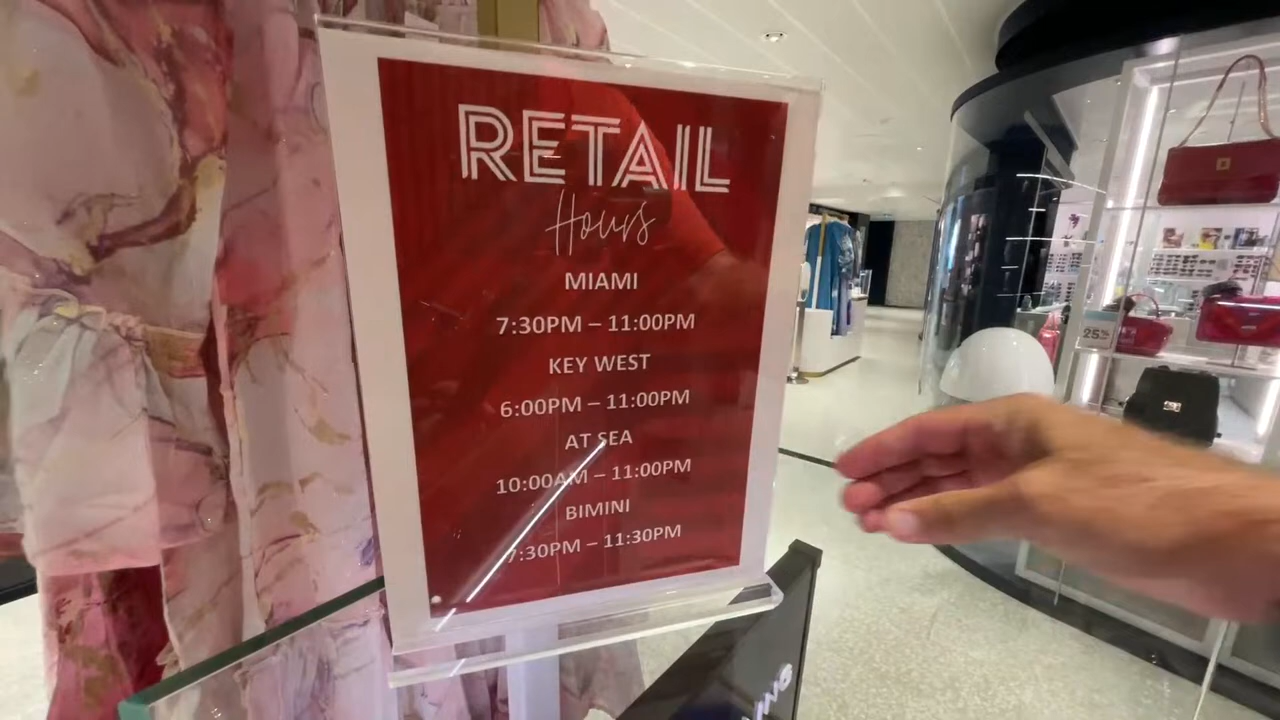 RETAIL
Hours
MIAMI
7:30PM – 11:00PM
KEY WEST
6:00PM – 11:00PM
AT SEA
10:00AM – 11:00PM
BIMINI
7:30PM – 11:30PM
25%